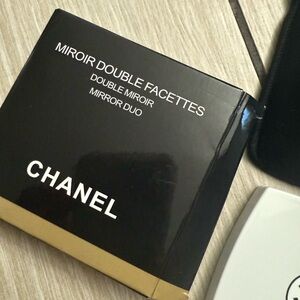 MIROIR DOUBLE FACETTES
DOUBLE MIROIR
MIRROR DUO
CHANEL